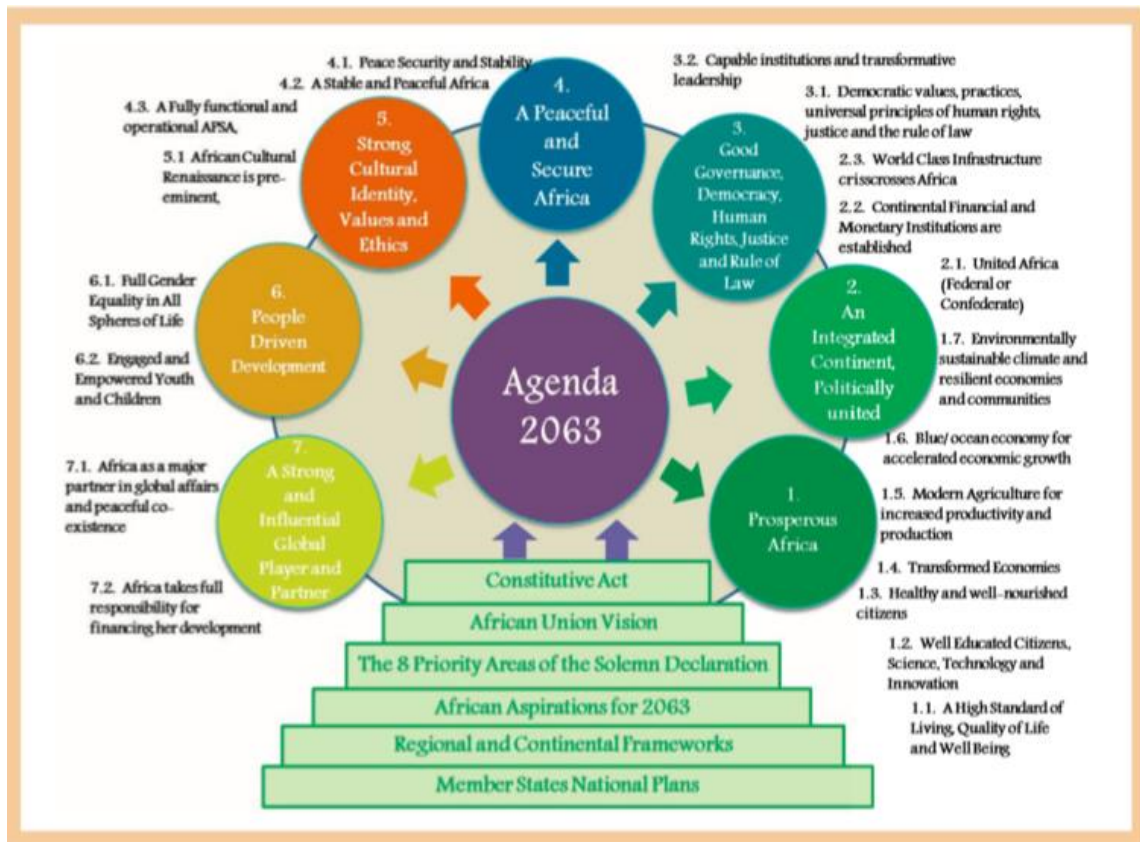 4.1. Peace Security and Stability
4.2. A Stable and Peaceful Africa
4.3. A Fully functional and
operational APSA,
5.1 African Cultural
Renaissance is pre-
eminent,
6.1. Full Gender
Equality in All
Spheres of Life
6.2. Engaged and
Empowered Youth
and Children
7.1. Africa as a major
partner in global affairs
and peaceful co-
existence
7.2. Africa takes full
responsibility for
financing her development
4.
A Peaceful
and
Secure
Africa
5.
Strong
Cultural
Identity,
Values and
Ethics
6.
People
Driven
Development
7.
A Strong
and
Influential
Global
Player and
Partner
Agenda
2063
3.
Good
Governance,
Democracy,
Human
Rights, Justice
and Rule of
Law
2.
An
Integrated
Continent,
Politically
united
1.
Prosperous
Africa
3.2. Capable institutions and transformative
leadership
3.1. Democratic values, practices,
universal principles of human rights,
justice and the rule of law
2.3. World Class Infrastructure
crisscrosses Africa
2.2. Continental Financial and
Monetary Institutions are
established
2.1. United Africa
(Federal or
Confederate)
1.7. Environmentally
sustainable climate and
resilient economies
and communities
1.6. Blue/ ocean economy for
accelerated economic growth
1.5. Modern Agriculture for
increased productivity and
production
1.4. Transformed Economies
1.3. Healthy and well-nourished
citizens
1.2. Well Educated Citizens,
Science, Technology and
Innovation
1.1. A High Standard of
Living, Quality of Life
and Well Being
Constitutive Act
African Union Vision
The 8 Priority Areas of the Solemn Declaration
African Aspirations for 2063
Regional and Continental Frameworks
Member States National Plans